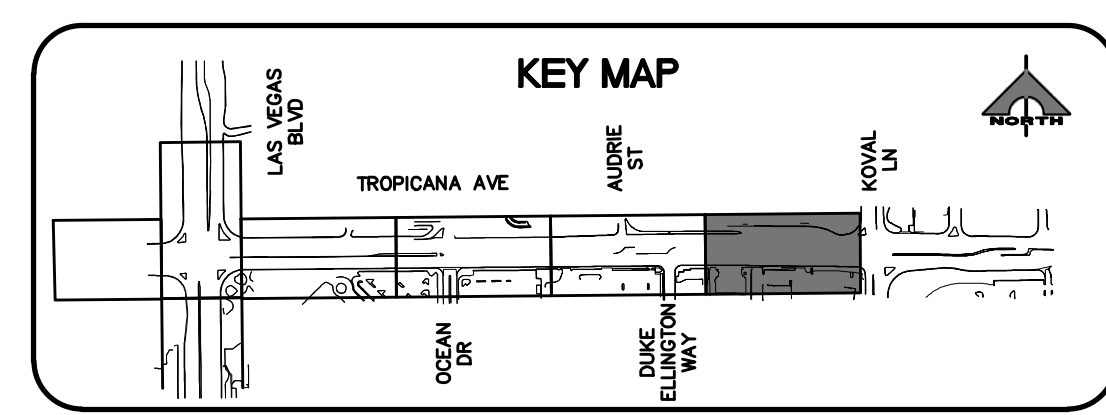 KEY MAP
NORTH
LAS VEGAS
BLVD
TROPICANA AVE
AUDRIE
ST
KOVAL
LN
OCEAN
DR
DUKE
ELLINGTON
WAY